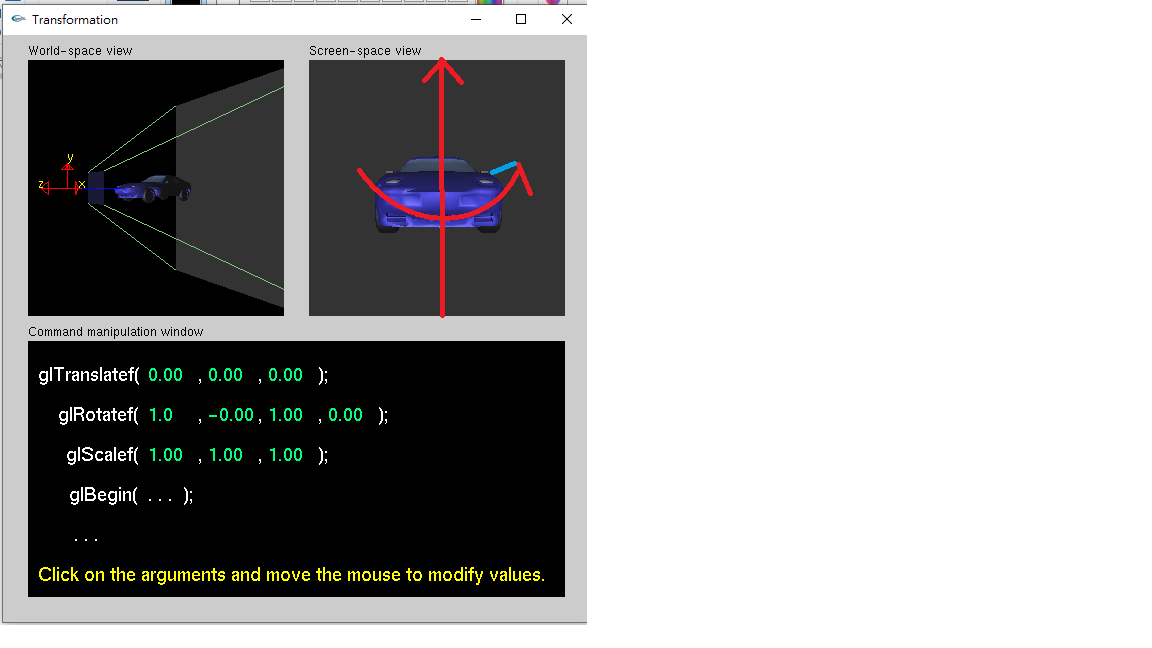 Transformation
World-space view
Screen-space view
y
z
x
Command manipulation window
glTranslatef( 0.00 , 0.00 , 0.00 );
glRotatef( 1.0 , -0.00 , 1.00 , 0.00 );
glScalef( 1.00 , 1.00 , 1.00 );
glBegin( . . . );
. . .
Click on the arguments and move the mouse to modify values.